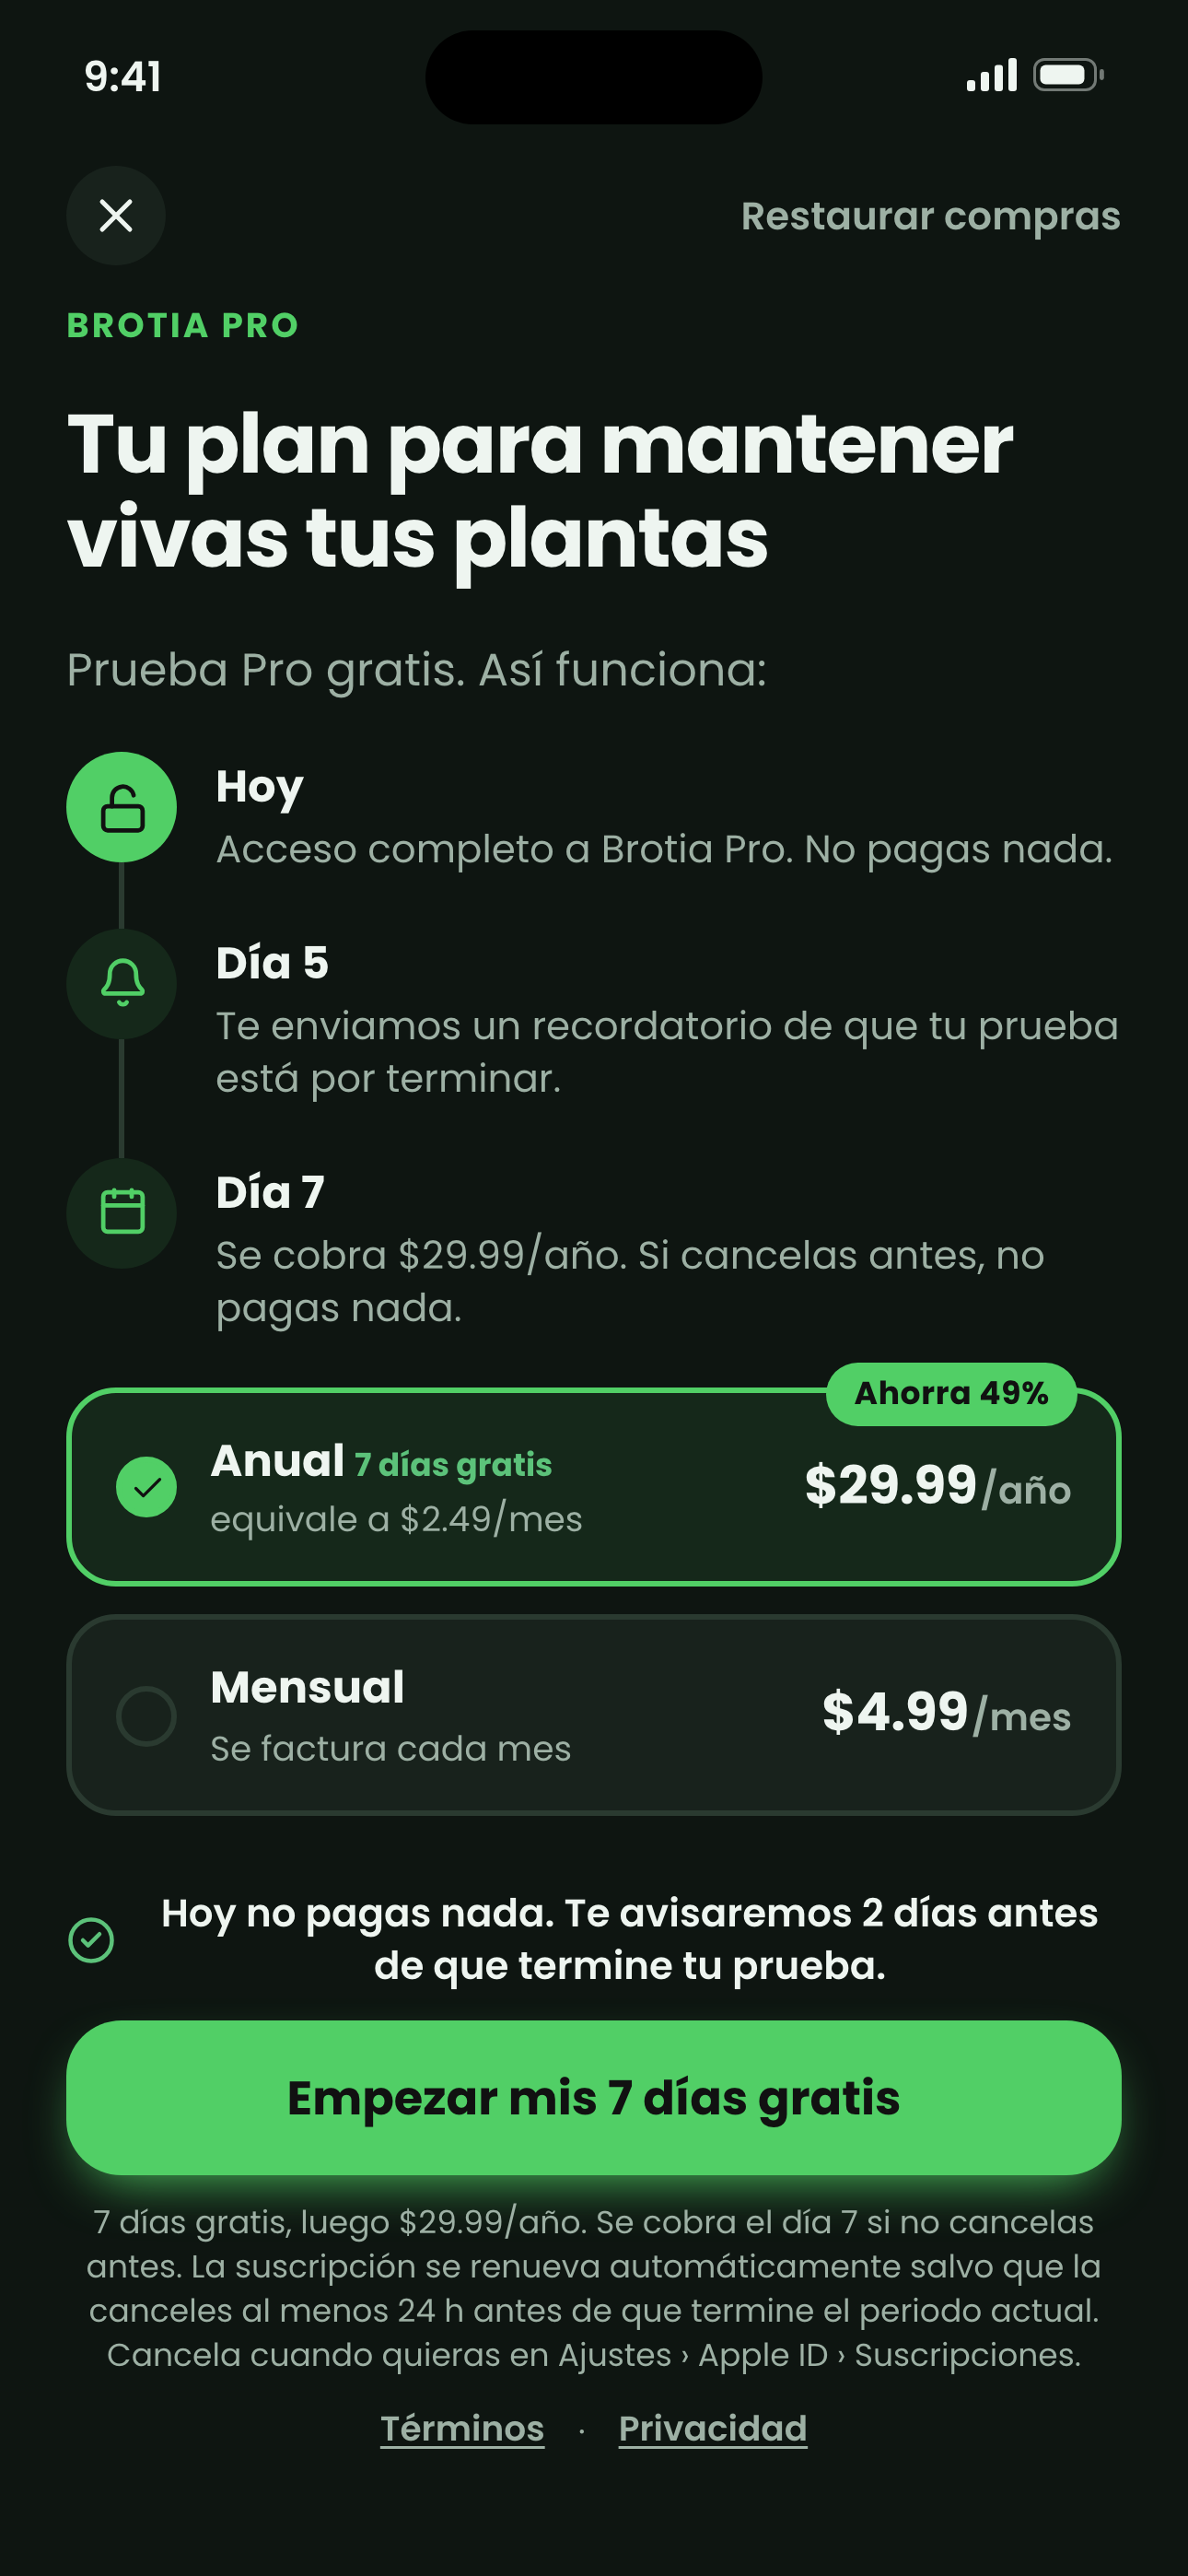 9:41
Restaurar compras
BROTIA PRO
Tu plan para mantener
vivas tus plantas
Prueba Pro gratis. Así funciona:
Hoy
Acceso completo a Brotia Pro. No pagas nada.
Día 5
Te enviamos un recordatorio de que tu prueba
está por terminar.
Día 7
Se cobra $29.99/año. Si cancelas antes, no
pagas nada.
Ahorra 49%
Anual 7 días gratis
$29.99/año
equivale a $2.49/mes
Mensual
$4.99/mes
Se factura cada mes
Hoy no pagas nada. Te avisaremos 2 días antes
de que termine tu prueba.
Empezar mis 7 días gratis
7 días gratis, luego $29.99/año. Se cobra el día 7 si no cancelas
antes. La suscripción se renueva automáticamente salvo que la
canceles al menos 24 h antes de que termine el periodo actual.
Cancela cuando quieras en Ajustes › Apple ID › Suscripciones.
Términos · Privacidad